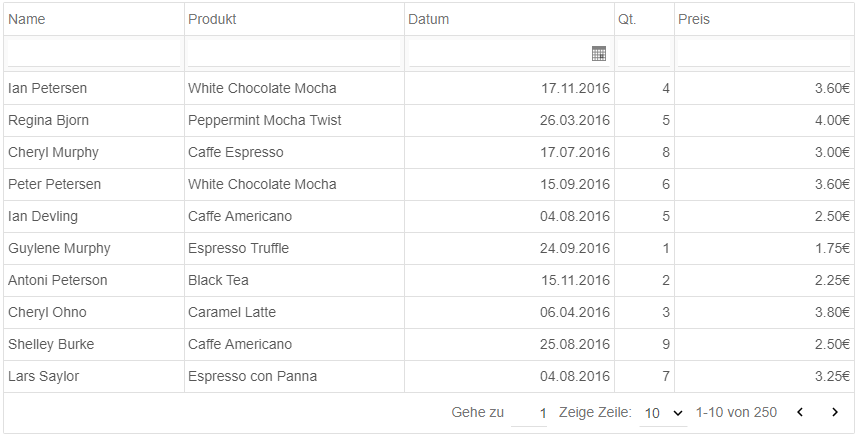 Name Produkt Datum Qt. Preis
Ian Petersen White Chocolate Mocha 17.11.2016 4 3.60€
Regina Bjorn Peppermint Mocha Twist 26.03.2016 5 4.00€
Cheryl Murphy Caffe Espresso 17.07.2016 8 3.00€
Peter Petersen White Chocolate Mocha 15.09.2016 6 3.60€
Ian Devling Caffe Americano 04.08.2016 5 2.50€
Guylene Murphy Espresso Truffle 24.09.2016 1 1.75€
Antoni Peterson Black Tea 15.11.2016 2 2.25€
Cheryl Ohno Caramel Latte 06.04.2016 3 3.80€
Shelley Burke Caffe Americano 25.08.2016 9 2.50€
Lars Saylor Espresso con Panna 04.08.2016 7 3.25€
Gehe zu 1 Zeige Zeile: 10 1-10 von 250